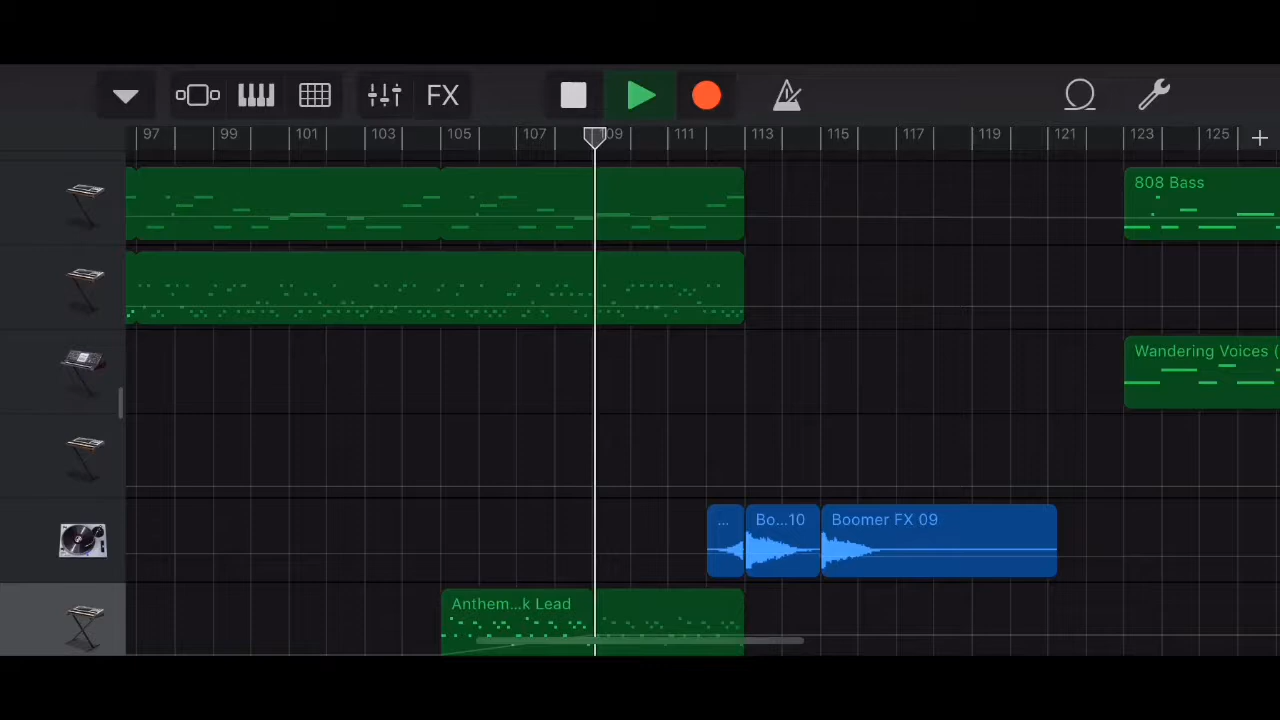 FX
97 99 101 103 105 107 109 111 113 115 117 119 121 123 125 +
808 Bass
Wandering Voices (
... Bo...10 Boomer FX 09
Anthem...k Lead